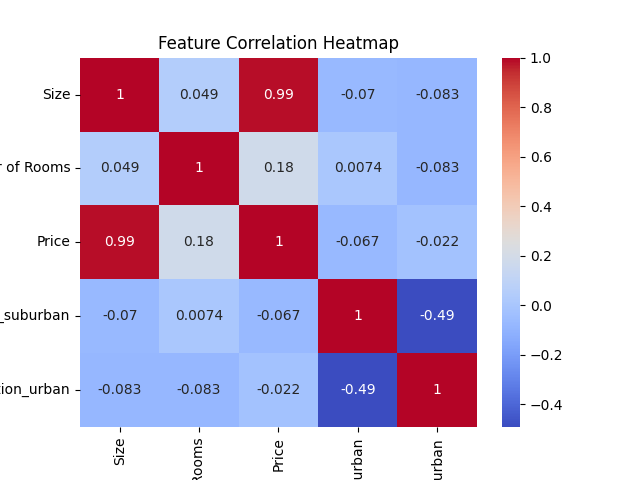 Feature Correlation Heatmap
Size 1 0.049 0.99 -0.07 -0.083
r of Rooms 0.049 1 0.18 0.0074 -0.083
Price 0.99 0.18 1 -0.067 -0.022
_suburban -0.07 0.0074 -0.067 1 -0.49
ion_urban -0.083 -0.083 -0.022 -0.49 1
Size Rooms Price urban urban
1.0
0.8
0.6
0.4
0.2
0.0
−0.2
−0.4